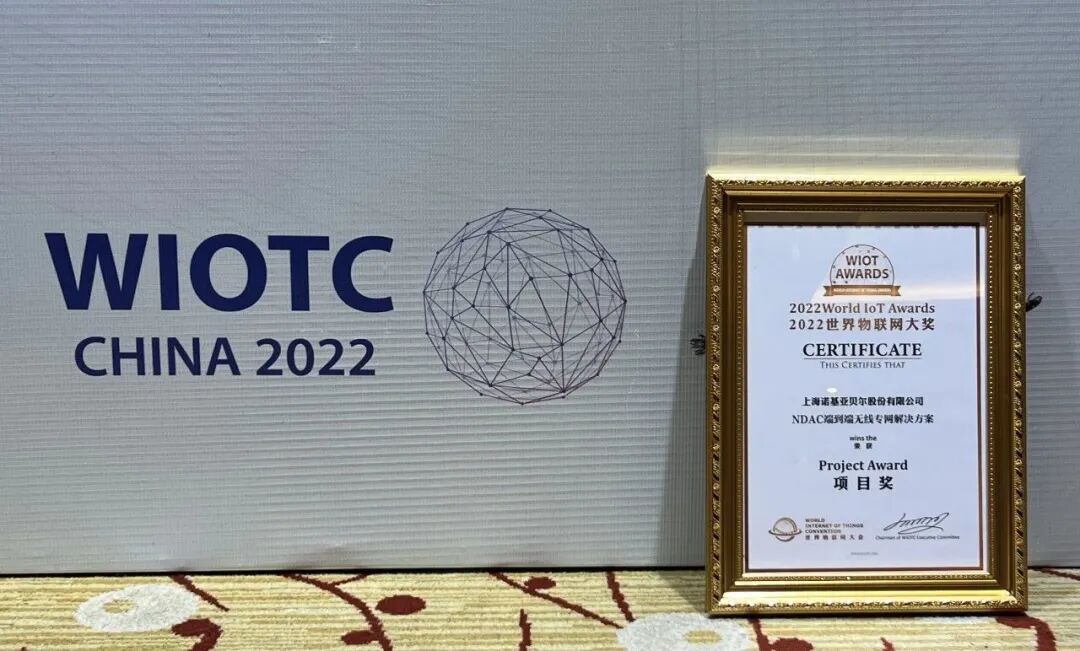 WIOTC
CHINA 2022
WIOT
AWARDS
2022World IoT Awards
2022世界物联网大奖
CERTIFICATE
THIS CERTIFIES THAT
上海诺基亚贝尔股份有限公司
NDAC端到端无线专网解决方案
wins the
荣获
Project Award
项目奖
WORLD
INTERNET OF THINGS
CONVENTION
世界物联网大会
Chairman of WIOTC Executive Committee